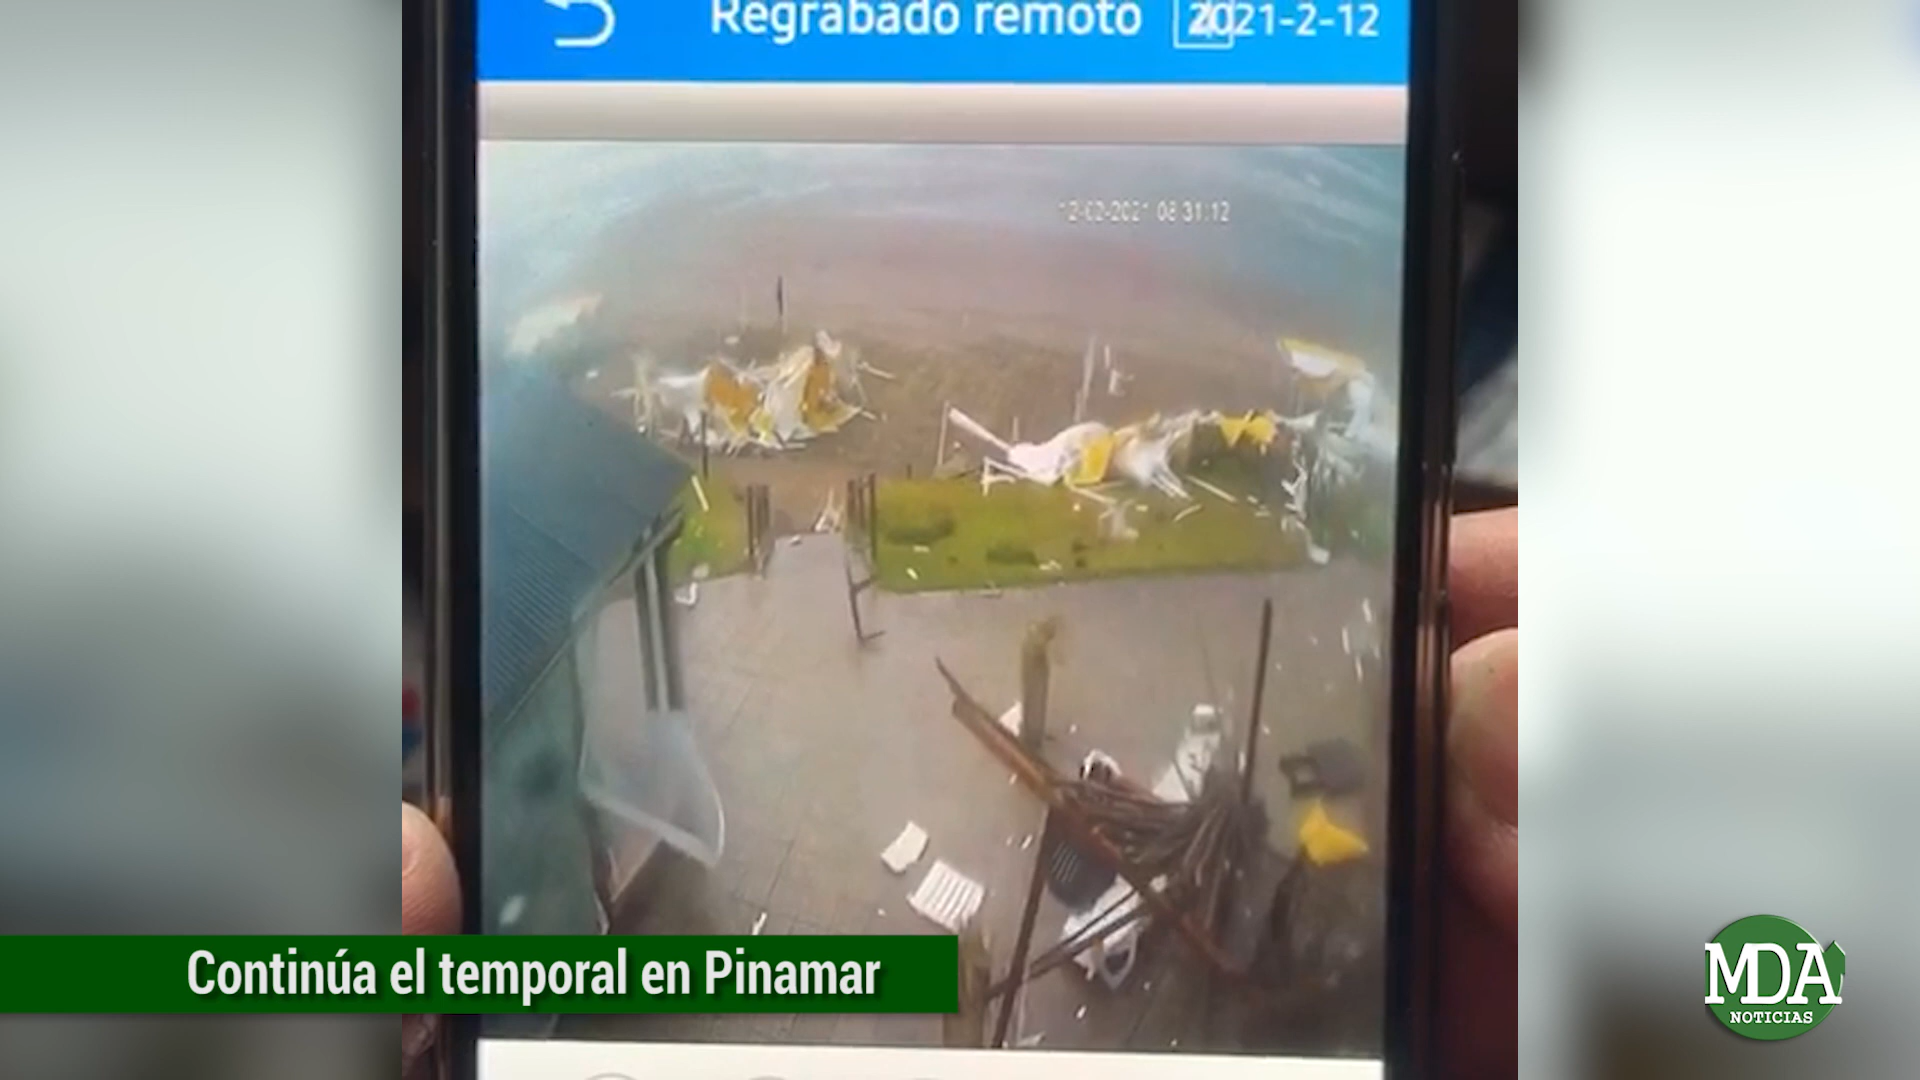 Regrabado remoto 2021-2-12
12-02-2021 08:31:12
Continúa el temporal en Pinamar
MDA
NOTICIAS